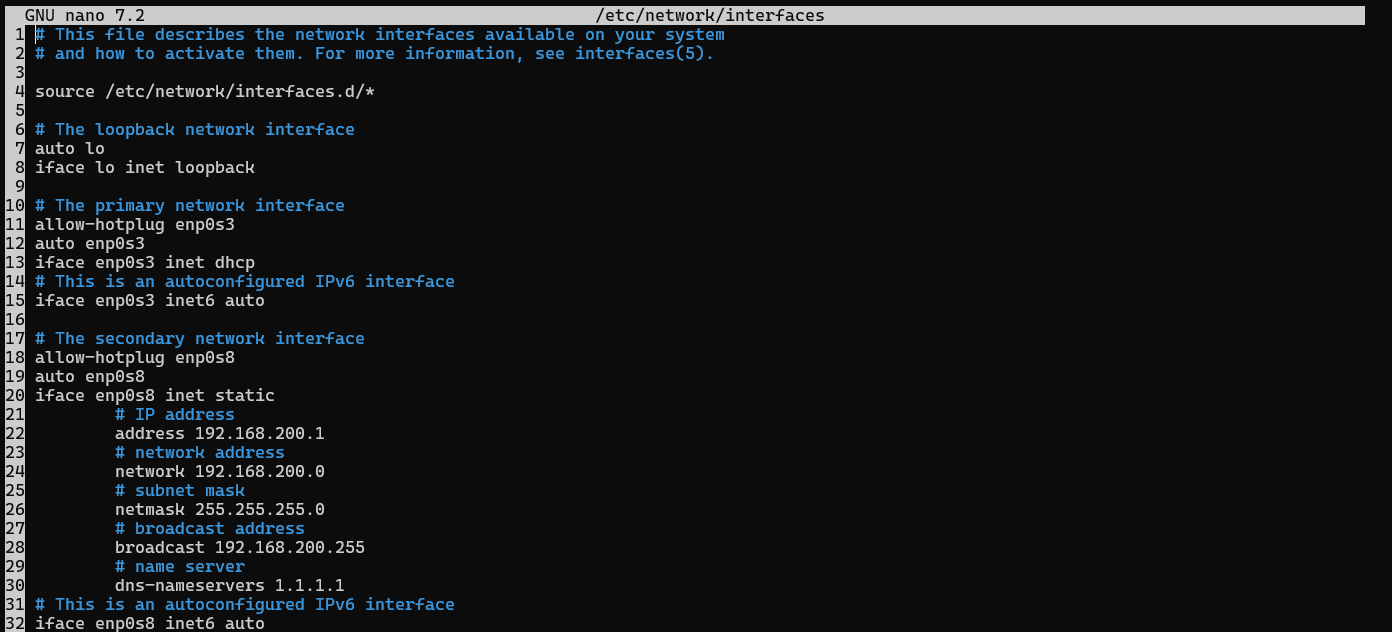 GNU nano 7.2 /etc/network/interfaces
1 # This file describes the network interfaces available on your system
2 # and how to activate them. For more information, see interfaces(5).
3
4 source /etc/network/interfaces.d/*
5
6 # The loopback network interface
7 auto lo
8 iface lo inet loopback
9
10 # The primary network interface
11 allow-hotplug enp0s3
12 auto enp0s3
13 iface enp0s3 inet dhcp
14 # This is an autoconfigured IPv6 interface
15 iface enp0s3 inet6 auto
16
17 # The secondary network interface
18 allow-hotplug enp0s8
19 auto enp0s8
20 iface enp0s8 inet static
21 # IP address
22 address 192.168.200.1
23 # network address
24 network 192.168.200.0
25 # subnet mask
26 netmask 255.255.255.0
27 # broadcast address
28 broadcast 192.168.200.255
29 # name server
30 dns-nameservers 1.1.1.1
31 # This is an autoconfigured IPv6 interface
32 iface enp0s8 inet6 auto